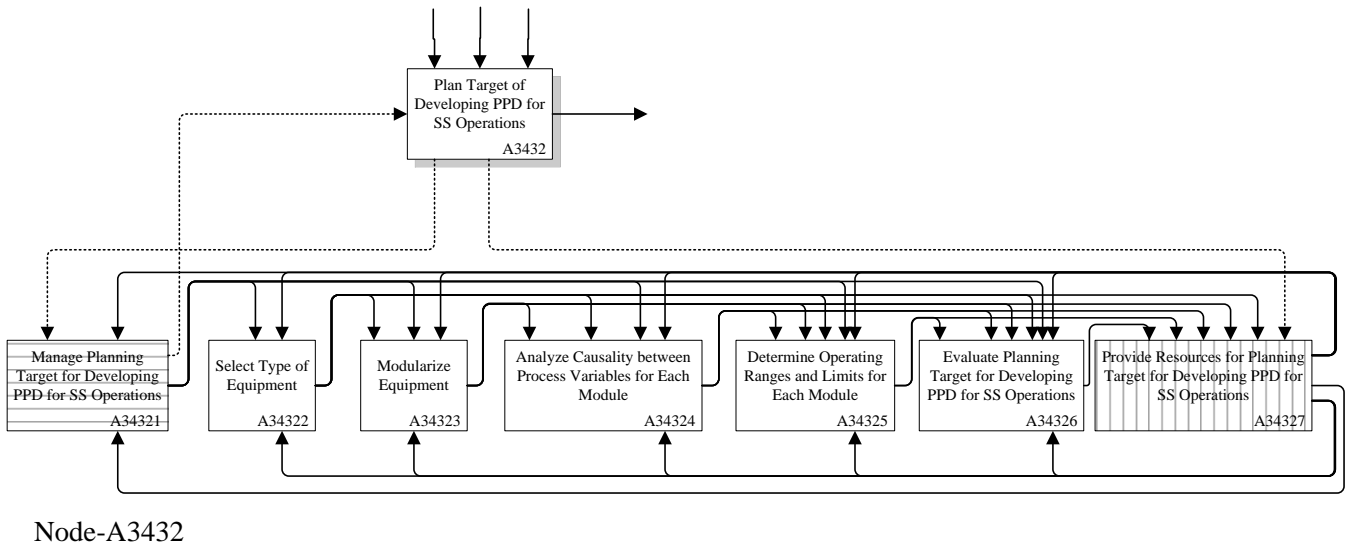 Plan Target of
Developing PPD for
SS Operations
A3432
Manage Planning
Target for Developing
PPD for SS Operations
A34321
Select Type of
Equipment
A34322
Modularize
Equipment
A34323
Analyze Causality between
Process Variables for Each
Module
A34324
Determine Operating
Ranges and Limits for
Each Module
A34325
Evaluate Planning
Target for Developing
PPD for SS Operations
A34326
Provide Resources for Planning
Target for Developing PPD for
SS Operations
A34327
Node-A3432